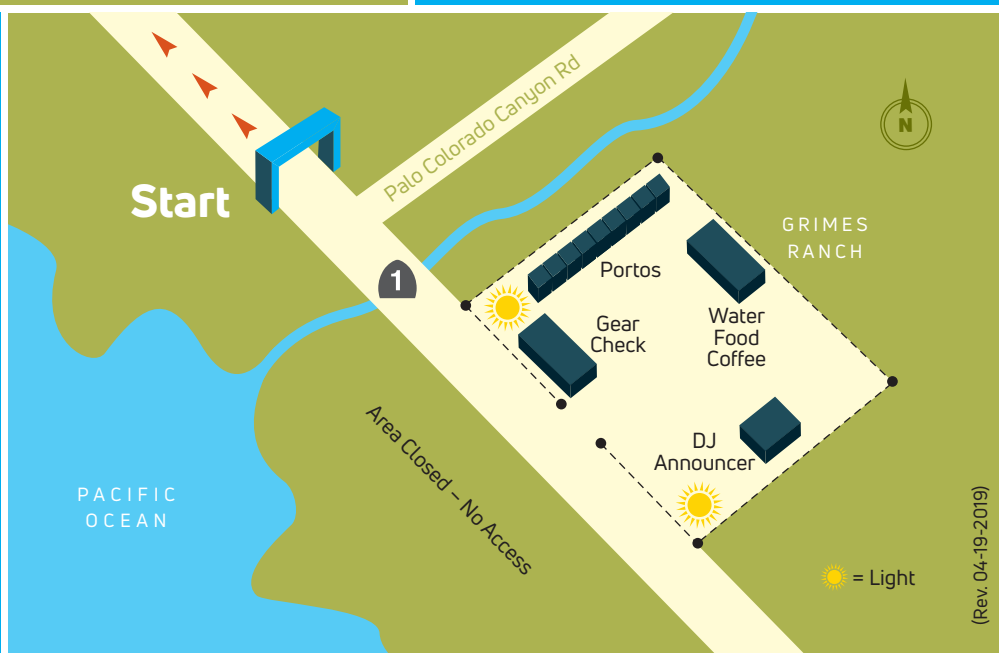 Palo Colorado Canyon Rd
N
Start
GRIMES
RANCH
1
Portos
Gear
Check
Water
Food
Coffee
Area Closed – No Access
DJ
Announcer
PACIFIC
OCEAN
= Light
(Rev. 04-19-2019)